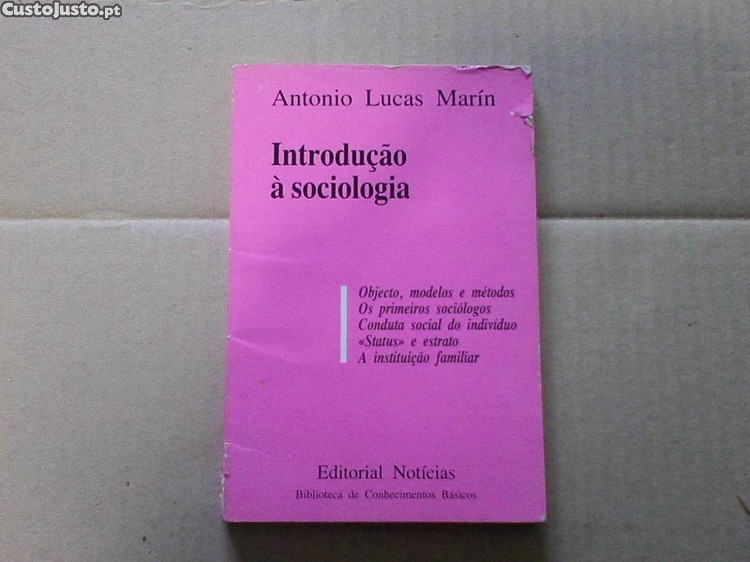 CustoJusto.pt
Antonio Lucas Marín
Introdução
à sociologia
Objecto, modelos e métodos
Os primeiros sociólogos
Conduta social do indivíduo
«Status» e estrato
A instituição familiar
Editorial Notícias
Biblioteca de Conhecimentos Básicos